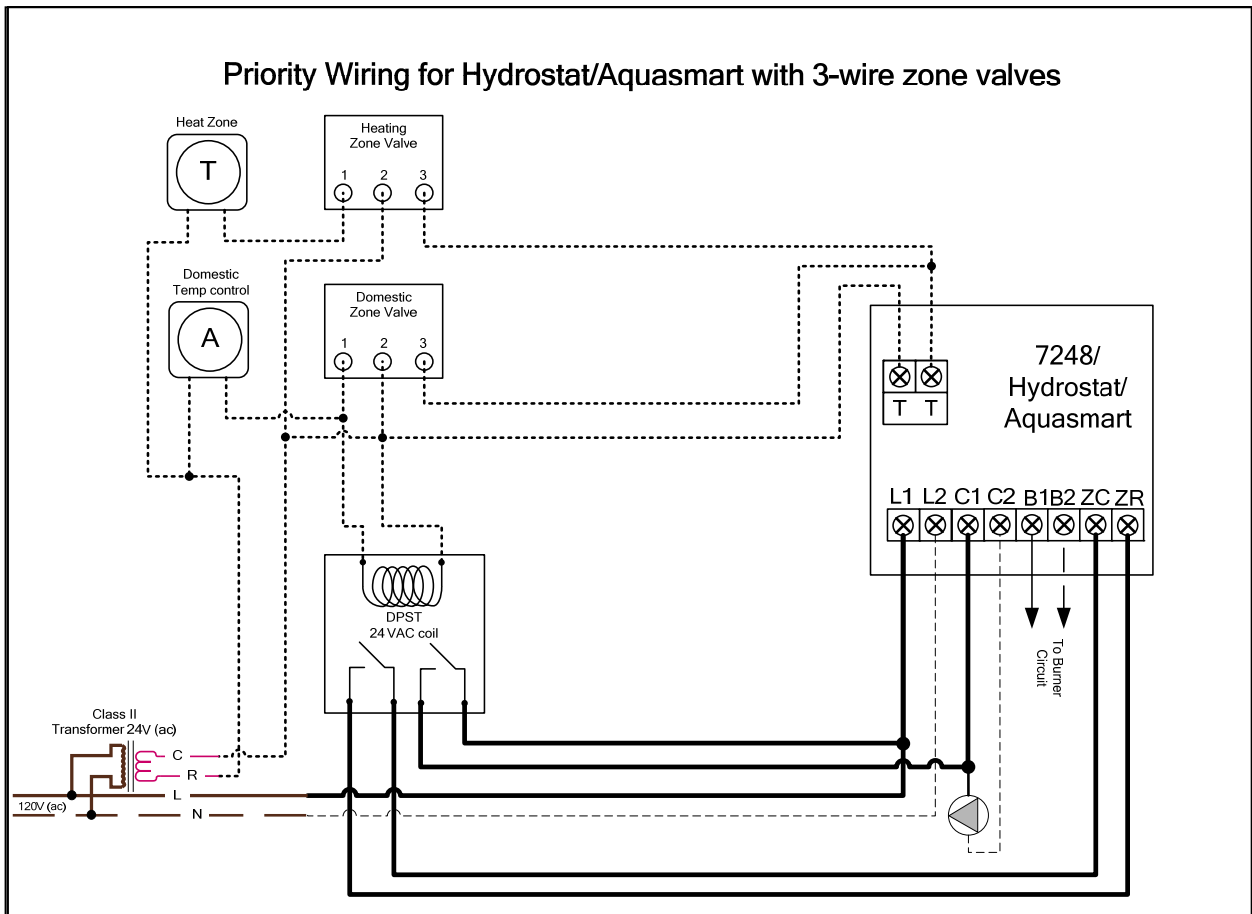 Priority Wiring for Hydrostat/Aquasmart with 3-wire zone valves
Heat Zone
T
Heating
Zone Valve
1 2 3
Domestic
Temp control
A
Domestic
Zone Valve
1 2 3
7248/
Hydrostat/
Aquasmart
T T
L1 L2 C1 C2 B1 B2 ZC ZR
DPST
24 VAC coil
To Burner
Circuit
Class II
Transformer 24V (ac)
C
R
L
120V (ac)
N